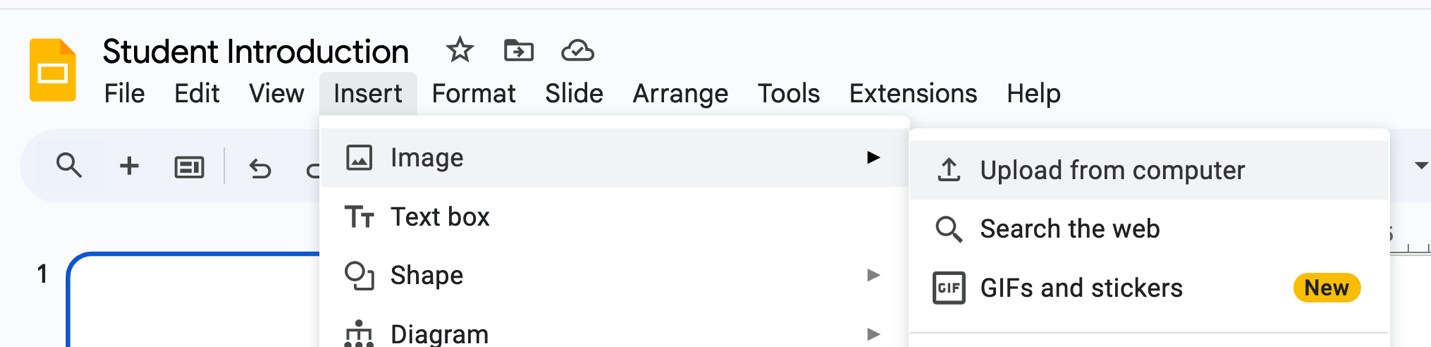 Student Introduction
File Edit View Insert Format Slide Arrange Tools Extensions Help
Image
Upload from computer
Text box
Search the web
Shape
GIF GIFs and stickers New
Diagram
1